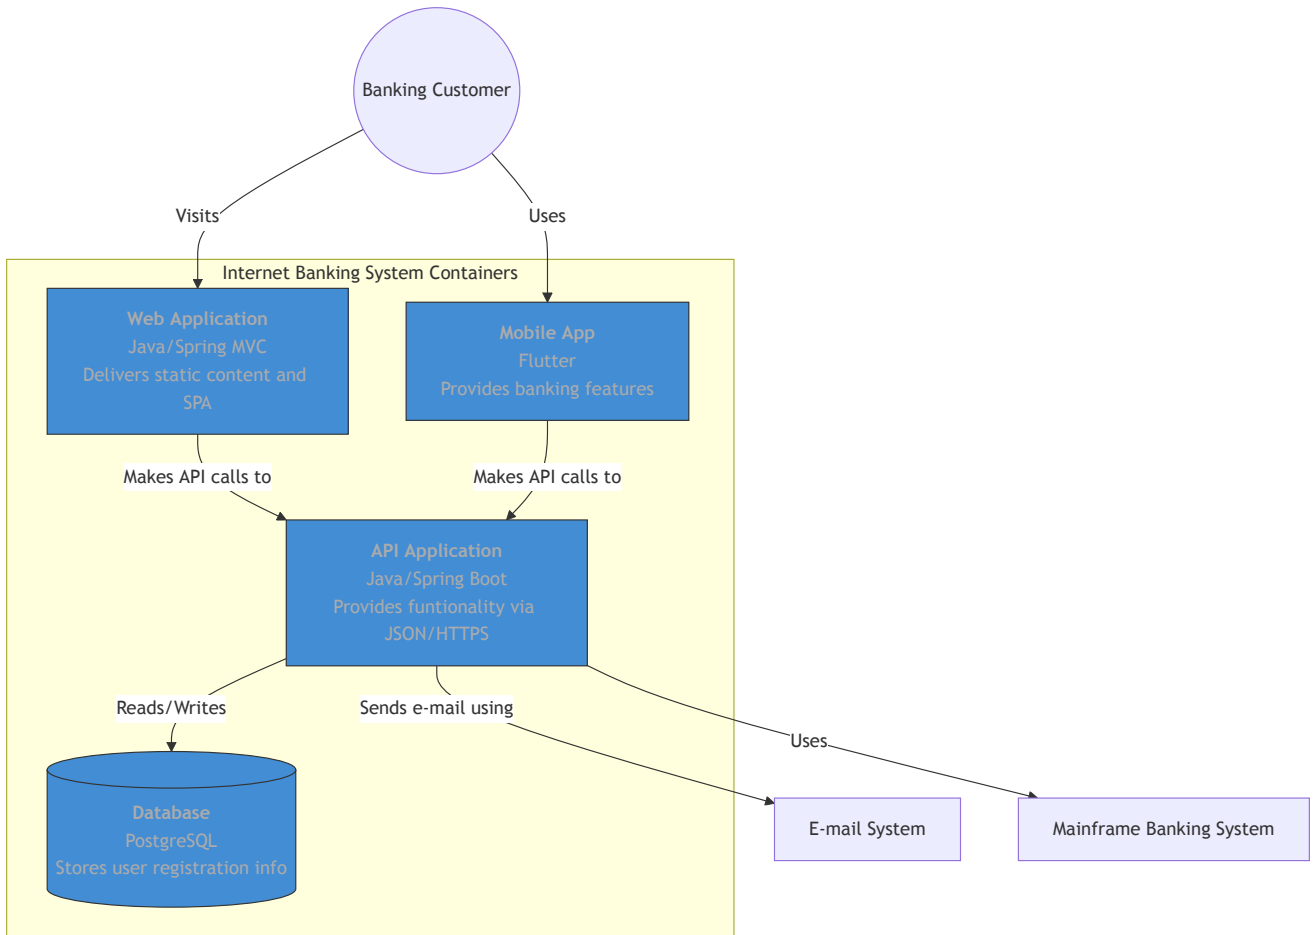 Banking Customer
Visits
Uses
Internet Banking System Containers
Web Application
Java/Spring MVC
Delivers static content and
SPA
Mobile App
Flutter
Provides banking features
Makes API calls to
Makes API calls to
API Application
Java/Spring Boot
Provides funtionality via
JSON/HTTPS
Reads/Writes
Sends e-mail using
Uses
Database
PostgreSQL
Stores user registration info
E-mail System
Mainframe Banking System